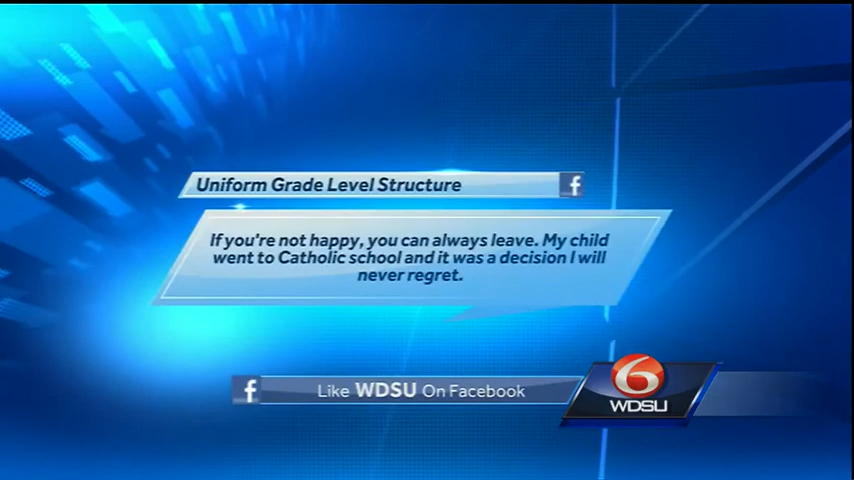 Uniform Grade Level Structure
f
If you're not happy, you can always leave. My child
went to Catholic school and it was a decision I will
never regret.
f
Like WDSU On Facebook
6
WDSU